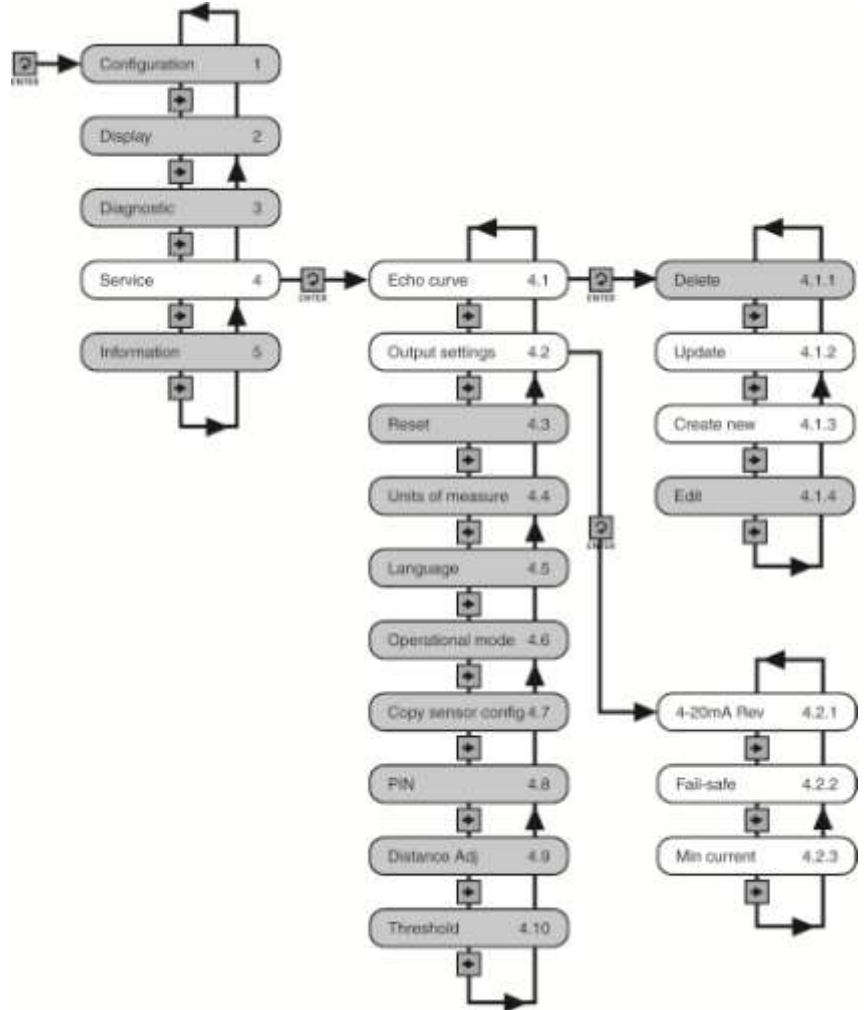 ENTER
Configuration 1
Display 2
Diagnostic 3
Service 4
ENTER
Information 5
Echo curve 4.1
ENTER
Output settings 4.2
ENTER
Reset 4.3
Units of measure 4.4
Language 4.5
Operational mode 4.6
Copy sensor config 4.7
PIN 4.8
Distance Adj 4.9
Threshold 4.10
Delete 4.1.1
Update 4.1.2
Create new 4.1.3
Edit 4.1.4
4-20mA Rev 4.2.1
Fail-safe 4.2.2
Min current 4.2.3